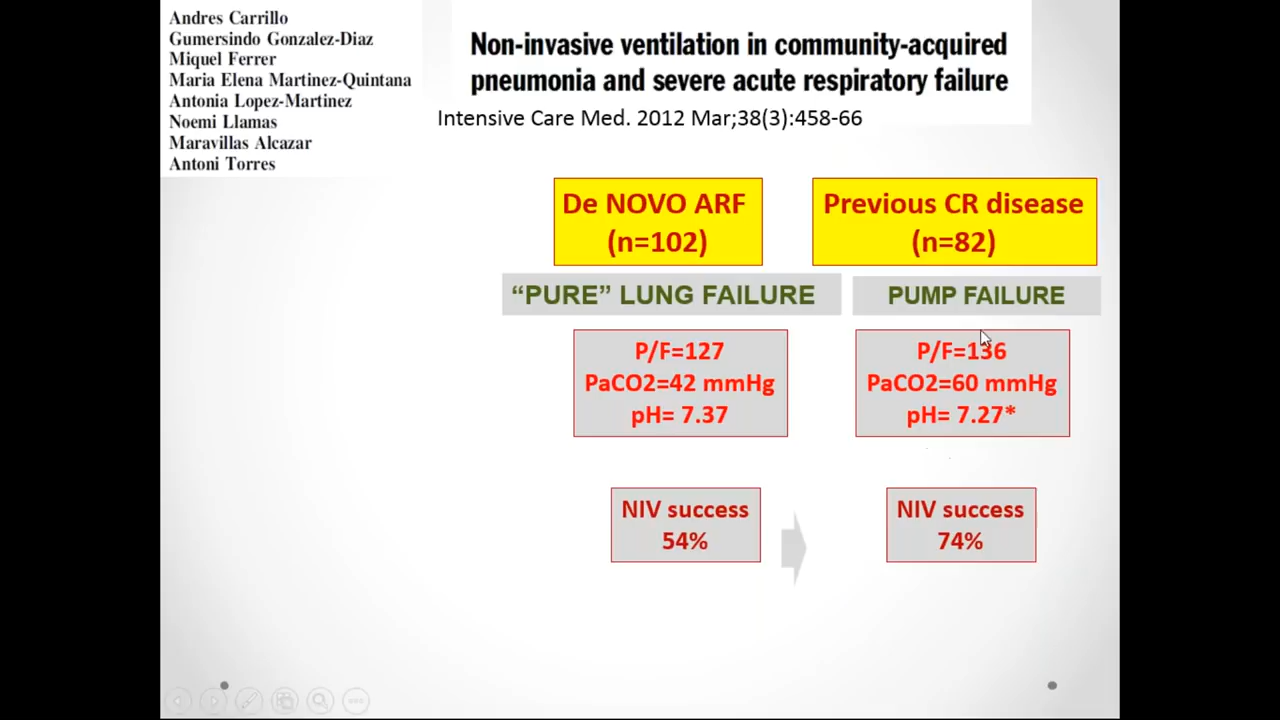 Andres Carrillo
Gumersindo Gonzalez-Diaz
Miquel Ferrer
Maria Elena Martinez-Quintana
Antonia Lopez-Martinez
Noemi Llamas
Maravillas Alcazar
Antoni Torres
Non-invasive ventilation in community-acquired
pneumonia and severe acute respiratory failure
Intensive Care Med. 2012 Mar;38(3):458-66
De NOVO ARF
(n=102)
Previous CR disease
(n=82)
“PURE” LUNG FAILURE
PUMP FAILURE
P/F=127
PaCO2=42 mmHg
pH= 7.37
P/F=136
PaCO2=60 mmHg
pH= 7.27*
NIV success
54%
NIV success
74%